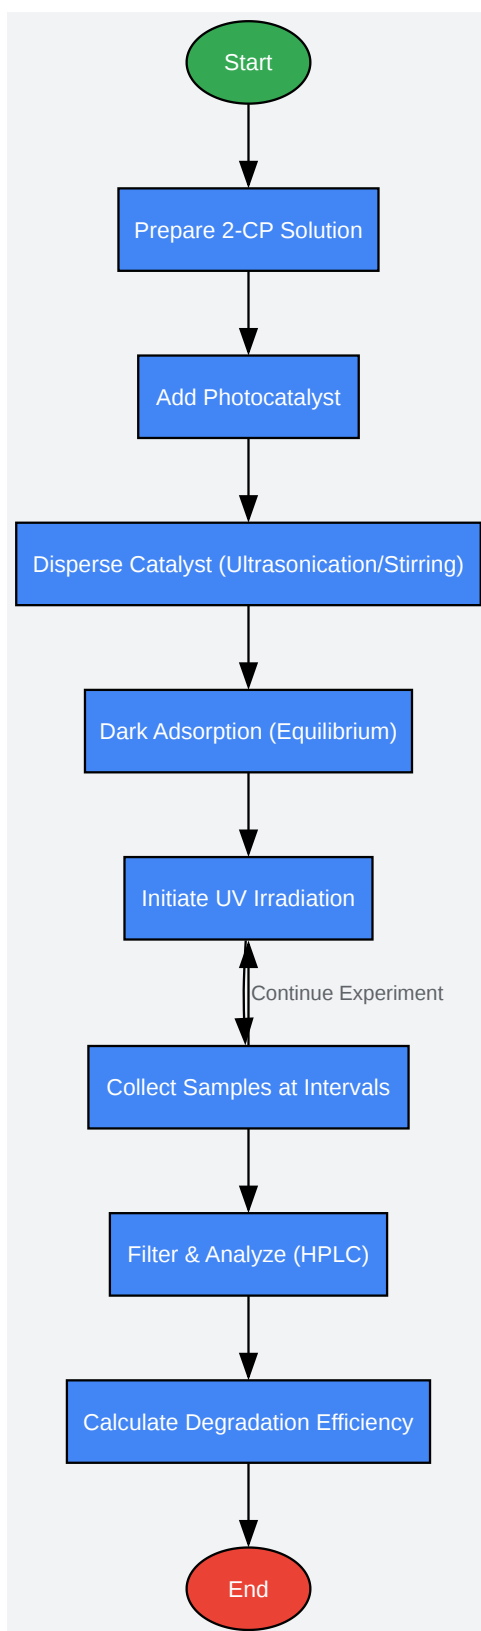 Start
Prepare 2-CP Solution
Add Photocatalyst
Disperse Catalyst (Ultrasonication/Stirring)
Dark Adsorption (Equilibrium)
Initiate UV Irradiation
Continue Experiment
Collect Samples at Intervals
Filter & Analyze (HPLC)
Calculate Degradation Efficiency
End